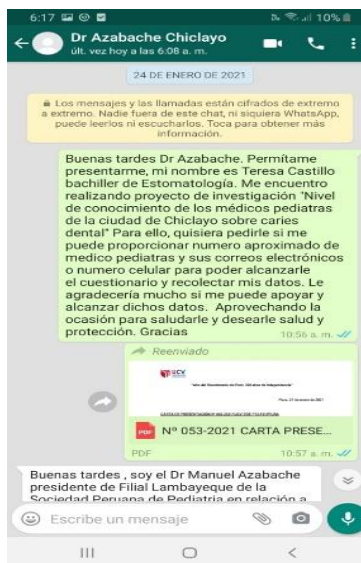 6:17
10%
Dr Azabache Chiclayo
últ. vez hoy a las 6:08 a. m.
24 DE ENERO DE 2021
Los mensajes y las llamadas están cifrados de extremo
a extremo. Nadie fuera de este chat, ni siquiera WhatsApp,
puede leerlos ni escucharlos. Toca para obtener más
información.
Buenas tardes Dr Azabache. Permítame
presentarme, mi nombre es Teresa Castillo
bachiller de Estomatología. Me encuentro
realizando proyecto de investigación "Nivel
de conocimiento de los médicos pediatras
de la ciudad de Chiclayo sobre caries
dental" Para ello, quisiera pedirle si me
puede proporcionar numero aproximado de
medico pediatras y sus correos electrónicos
o numero celular para poder alcanzarle
el cuestionario y recolectar mis datos. Le
agradecería mucho si me puede apoyar y
alcanzar dichos datos. Aprovechando la
ocasión para saludarle y desearle salud y
protección. Gracias
10:56 a. m.
Reenviado
UCV
PDF
Nº 053-2021 CARTA PRESE...
PDF
10:57 a. m.
Buenas tardes , soy el Dr Manuel Azabache
presidente de Filial Lambayeque de la
Sociedad Peruana de Pediatria en relación a
Escribe un mensaje